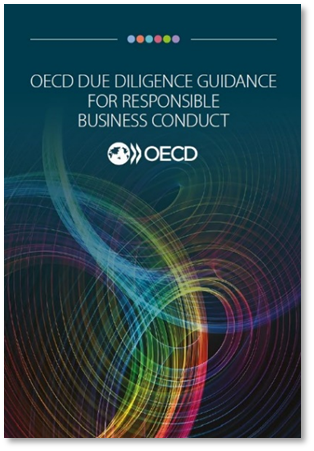 OECD DUE DILIGENCE GUIDANCE
FOR RESPONSIBLE
BUSINESS CONDUCT
OECD